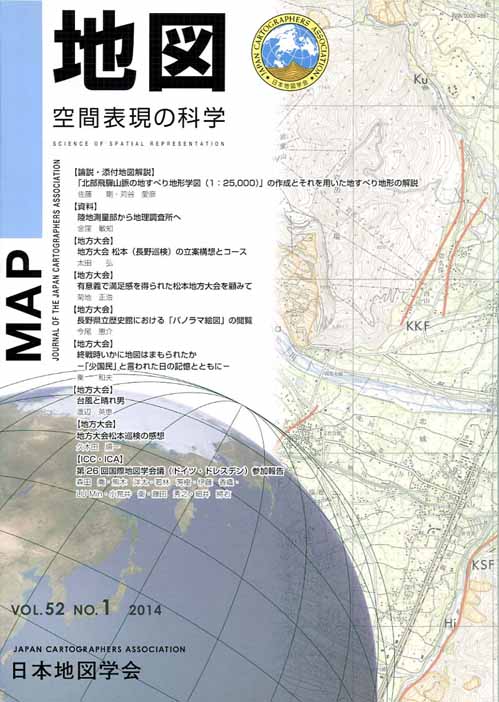 地図
空間表現の科学
SCIENCE OF SPATIAL REPRESENTATION
JAPAN CARTOGRAPHERS ASSOCIATION
日本地図学会
MAP
JOURNAL OF THE JAPAN CARTOGRAPHERS ASSOCIATION
【論説・添付地図解説】
「北部飛騨山脈の地すべり地形学図（1：25,000）」の作成とそれを用いた地すべり地形の解説
佐藤 剛・苅谷 愛彦
【資料】
陸地測量部から地理調査所へ
金窪 敏知
【地方大会】
地方大会 松本（長野巡検）の立案構想とコース
太田 弘
【地方大会】
有意義で満足感を得られた松本地方大会を顧みて
菊地 正浩
【地方大会】
長野県立歴史館における「パノラマ絵図」の閲覧
今尾 恵介
【地方大会】
終戦時いかに地図はまもられたか
－「少国民」と言われた日の記憶とともに－
【地方大会】
台風と晴れ男
渡辺 英恵
【地方大会】
地方大会松本巡検の感想
【ICC・ICA】
第26回国際地図学会議（ドイツ・ドレスデン）参加報告
Ku
KKF
KSF
Hi
VOL.52 NO.1 2014
JAPAN CARTOGRAPHERS ASSOCIATION
日本地図学会